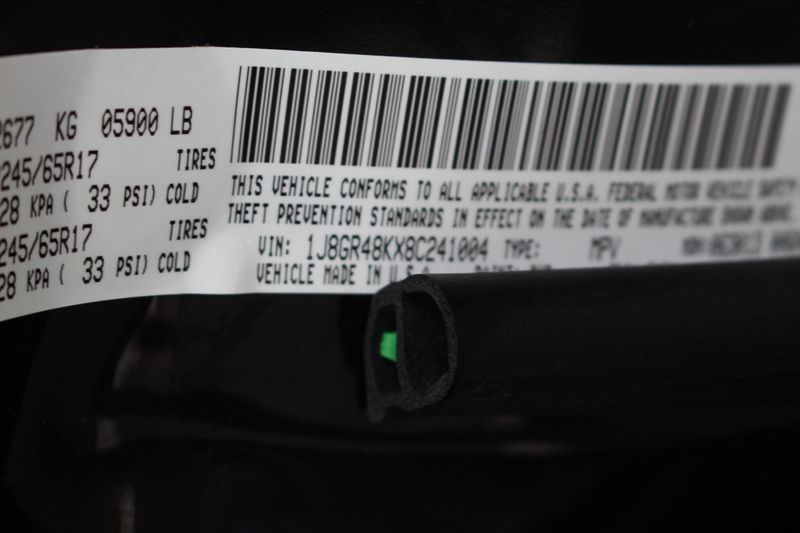 2677 KG 05900 LB
245/65R17 TIRES
28 KPA ( 33 PSI) COLD
245/65R17 TIRES
28 KPA ( 33 PSI) COLD
THIS VEHICLE CONFORMS TO ALL APPLICABLE U.S.A. FEDERAL MOTOR VEHICLE SAFETY
THEFT PREVENTION STANDARDS IN EFFECT ON THE DATE OF MANUFACTURE SHOWN ABOVE.
VIN: 1J8GR48KX8C241004 TYPE: MPV
VEHICLE MADE IN U.S.A.